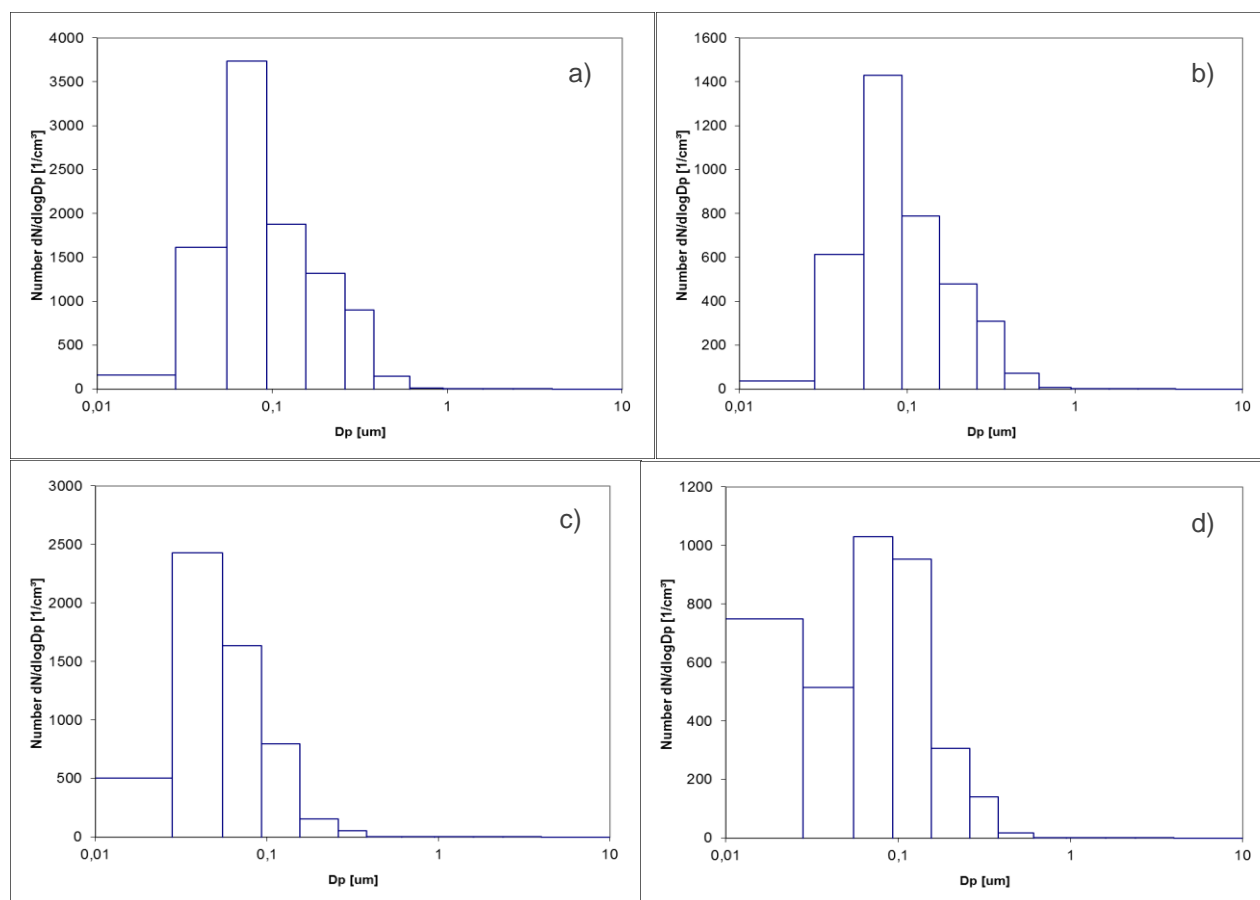 a)
Number dN/dlogDp [1/cm³]
4000
3500
3000
2500
2000
1500
1000
500
0
0,01 0,1 1 10
Dp [um]
b)
Number dN/dlogDp [1/cm³]
1600
1400
1200
1000
800
600
400
200
0
0,01 0,1 1 10
Dp [um]
c)
Number dN/dlogDp [1/cm³]
3000
2500
2000
1500
1000
500
0
0,01 0,1 1 10
Dp [um]
d)
Number dN/dlogDp [1/cm³]
1200
1000
800
600
400
200
0
0,01 0,1 1 10
Dp [um]